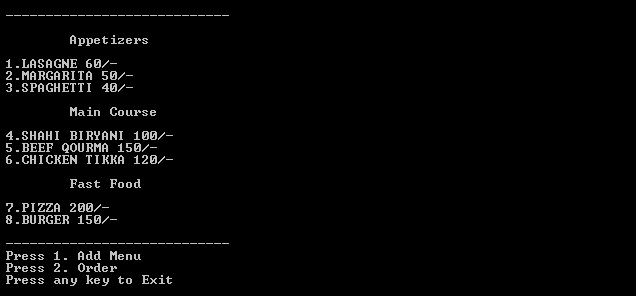 ----------------------------
Appetizers
1.LASAGNE 60/-
2.MARGARITA 50/-
3.SPAGHETTI 40/-
Main Course
4.SHAHI BIRYANI 100/-
5.BEEF QOURMA 150/-
6.CHICKEN TIKKA 120/-
Fast Food
7.PIZZA 200/-
8.BURGER 150/-
----------------------------
Press 1. Add Menu
Press 2. Order
Press any key to Exit